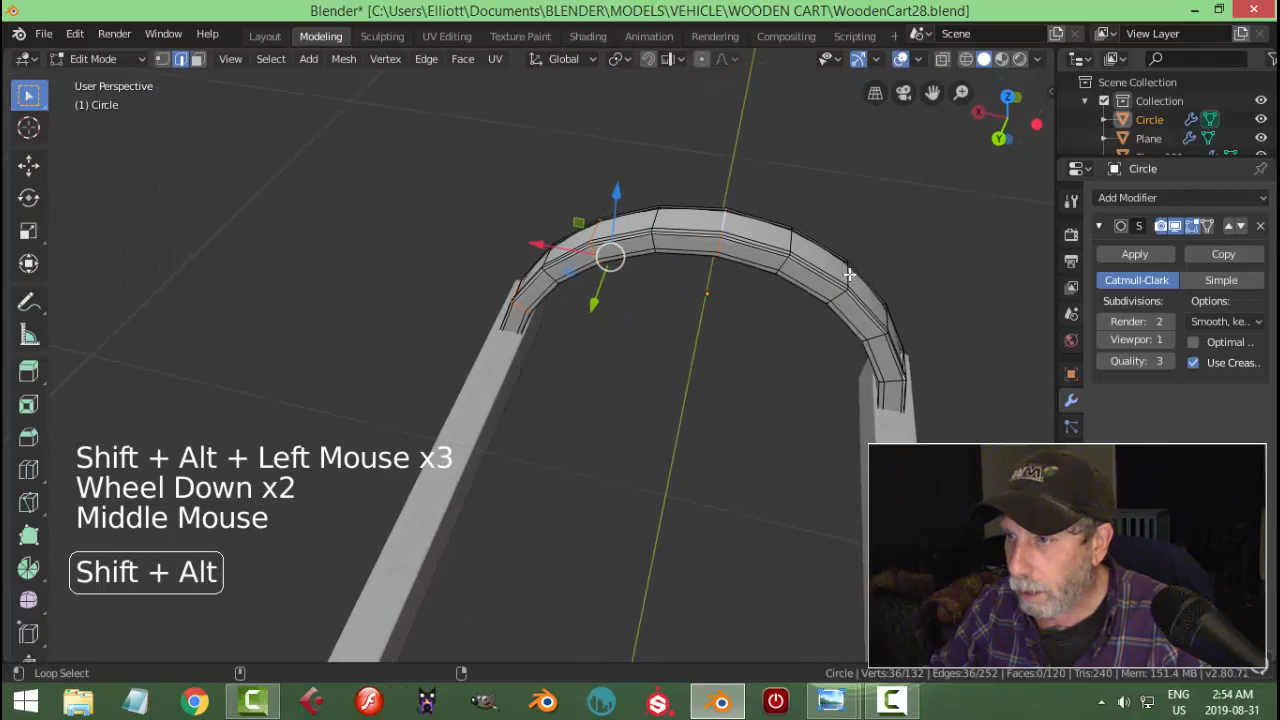 Blender* [C:\Users\Elliott\Documents\BLENDER\MODELS\VEHICLE\WOODEN CART\WoodenCart28.blend]
File Edit Render Window Help Layout Modeling Sculpting UV Editing Texture Paint Shading Animation Rendering Compositing Scripting + Scene View Layer
Edit Mode View Select Add Mesh Vertex Edge Face UV Global
User Perspective
(1) Circle
Scene Collection
Collection
Circle
Plane
Circle
Add Modifier
S
Apply Copy
Catmull-Clark Simple
Subdivisions: Options:
Render: 2 Smooth, ke..
Viewport: 1 Optimal ..
Quality: 3 Use Creas..
Z
X
Y
Shift + Alt + Left Mouse x3
Wheel Down x2
Middle Mouse
Shift + Alt
Loop Select
Circle | Verts:36/132 | Edges:36/252 | Faces:0/120 | Tris:240 | Mem: 151.4 MB | v2.80.71
ENG
US
2:54 AM
2019-08-31